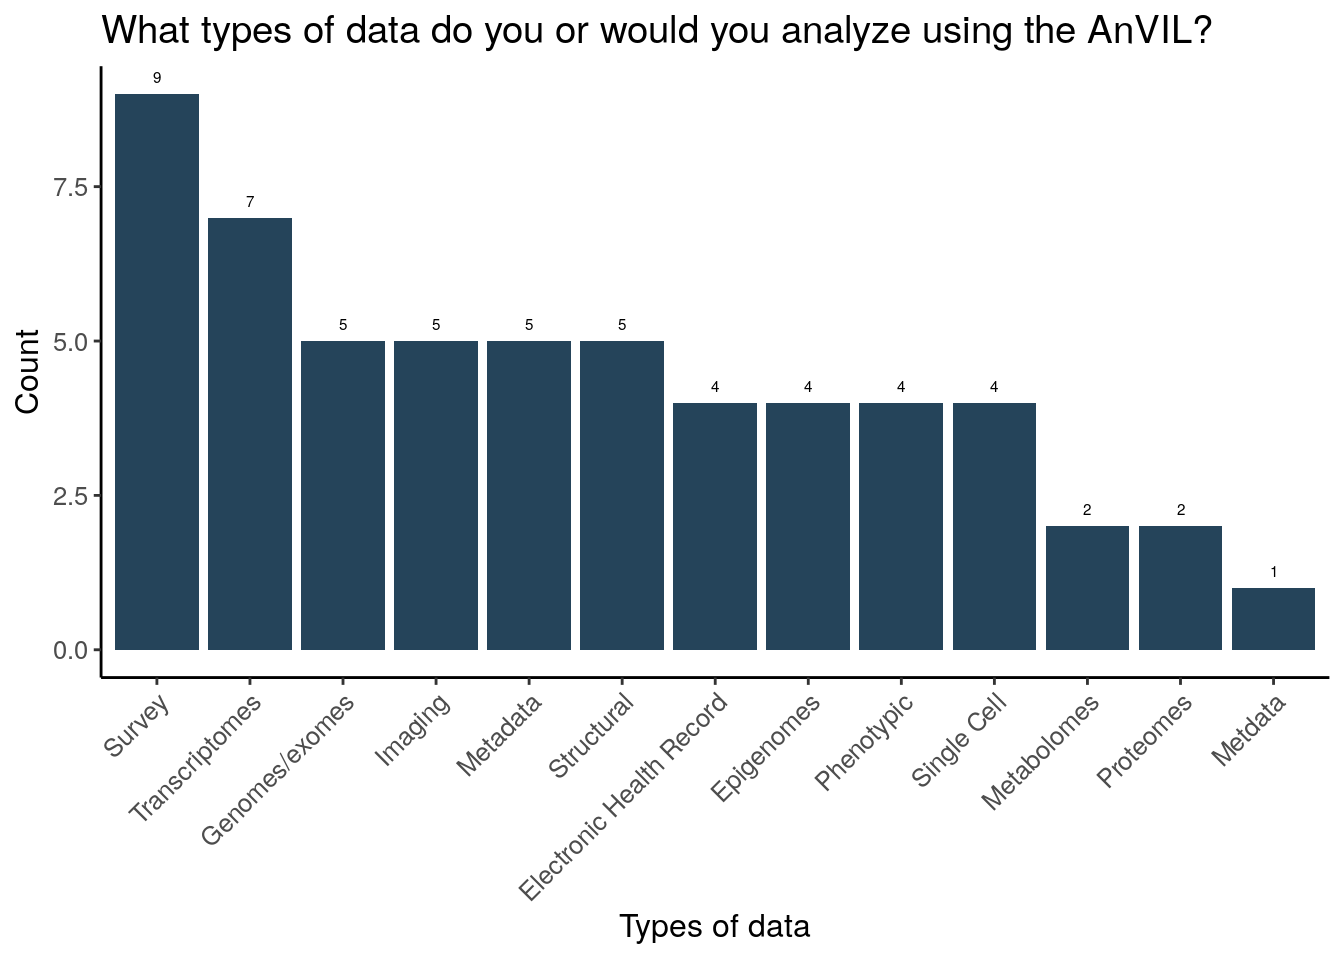 What types of data do you or would you analyze using the AnVIL?
9
7
5
5
5
5
4
4
4
4
2
2
1
7.5
5.0
2.5
0.0
Count
Survey
Transcriptomes
Genomes/exomes
Imaging
Metadata
Structural
Electronic Health Record
Epigenomes
Phenotypic
Single Cell
Metabolomes
Proteomes
Metdata
Types of data